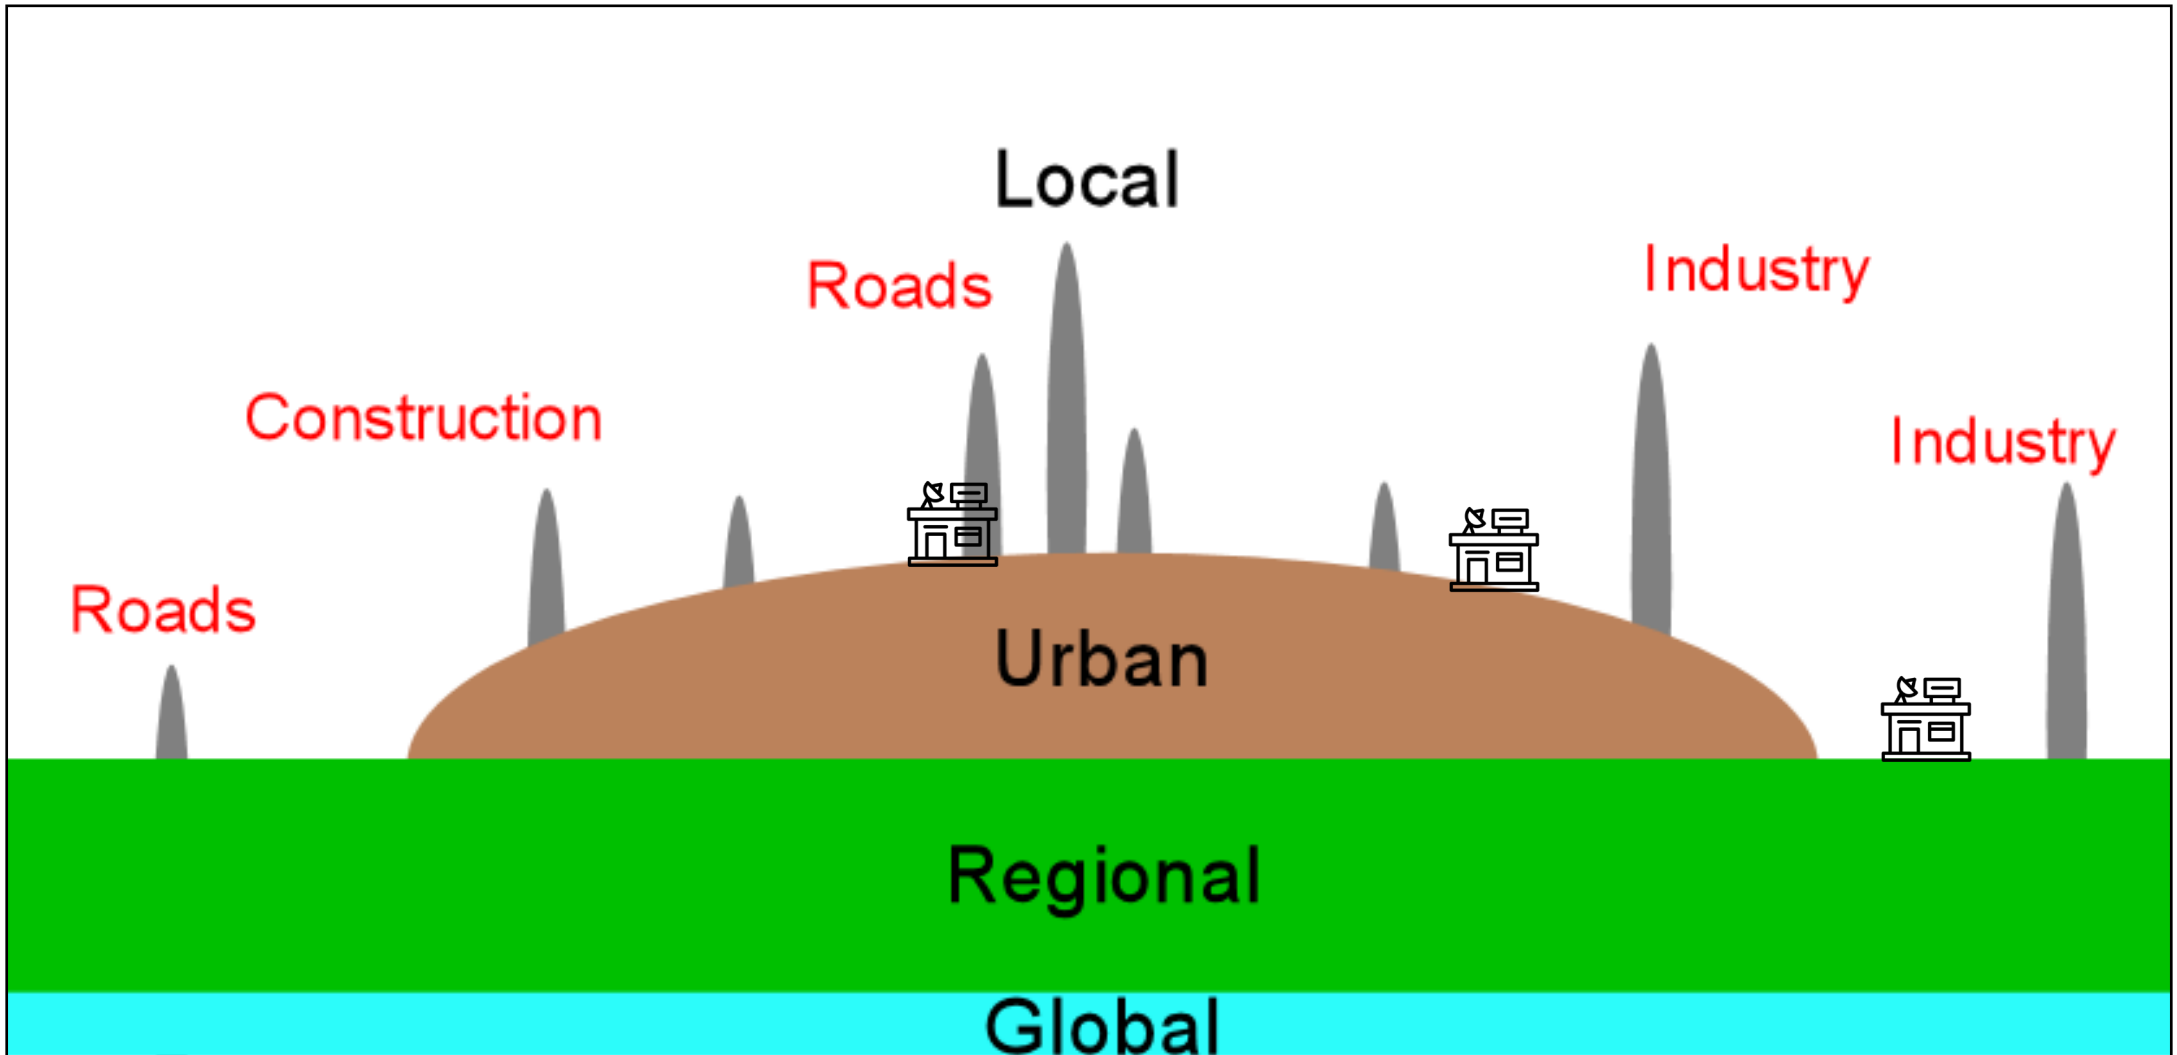 Local
Roads
Industry
Construction
Industry
Roads
Urban
Regional
Global